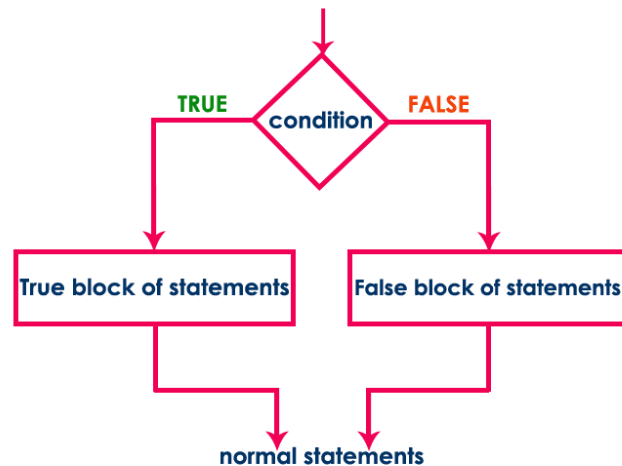 TRUE
FALSE
condition
True block of statements
False block of statements
normal statements